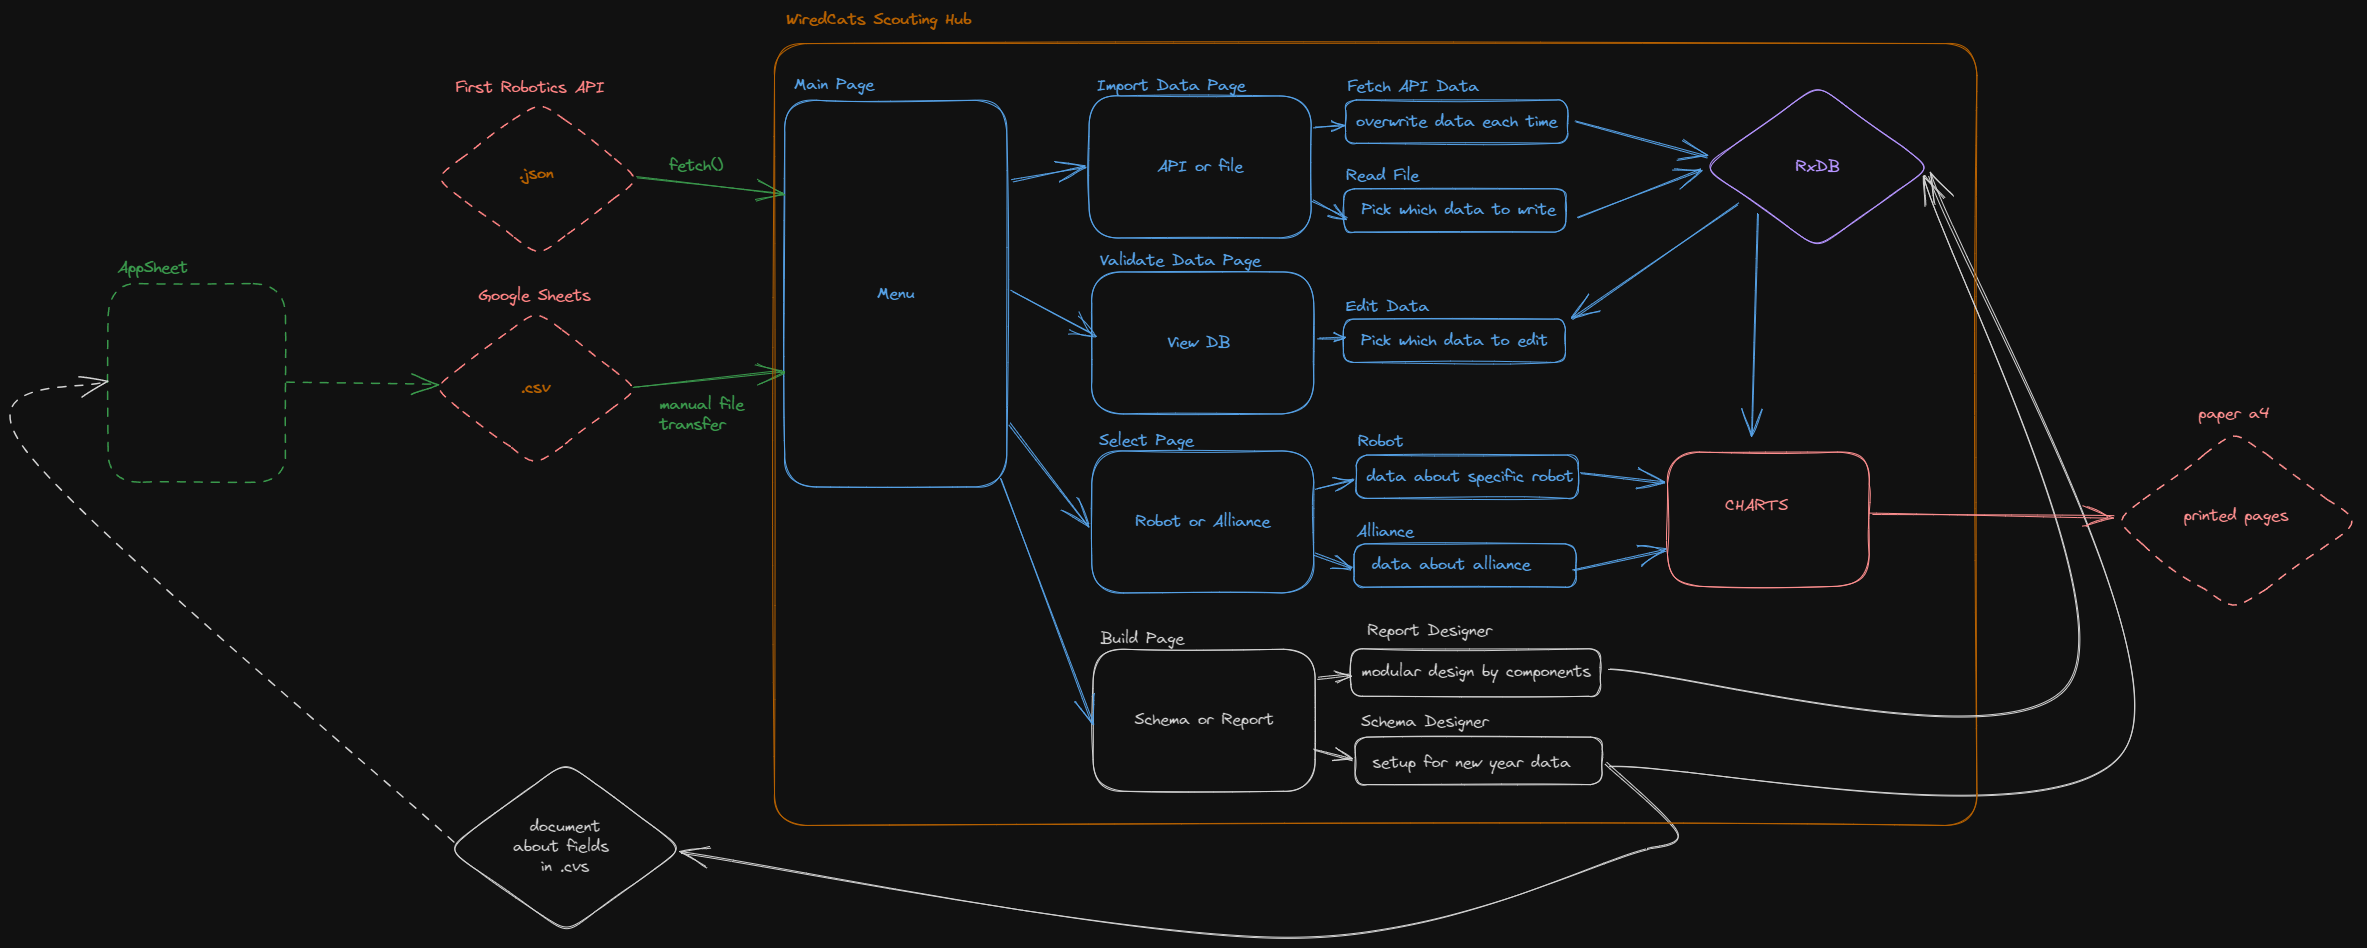 WiredCats Scouting Hub
First Robotics API
.json
fetch()
AppSheet
Google Sheets
.csv
manual file
transfer
Main Page
Menu
Import Data Page
API or file
Fetch API Data
overwrite data each time
Read File
Pick which data to write
RxDB
Validate Data Page
View DB
Edit Data
Pick which data to edit
Select Page
Robot or Alliance
Robot
data about specific robot
Alliance
data about alliance
CHARTS
paper a4
printed pages
Build Page
Schema or Report
Report Designer
modular design by components
Schema Designer
setup for new year data
document
about fields
in .cvs